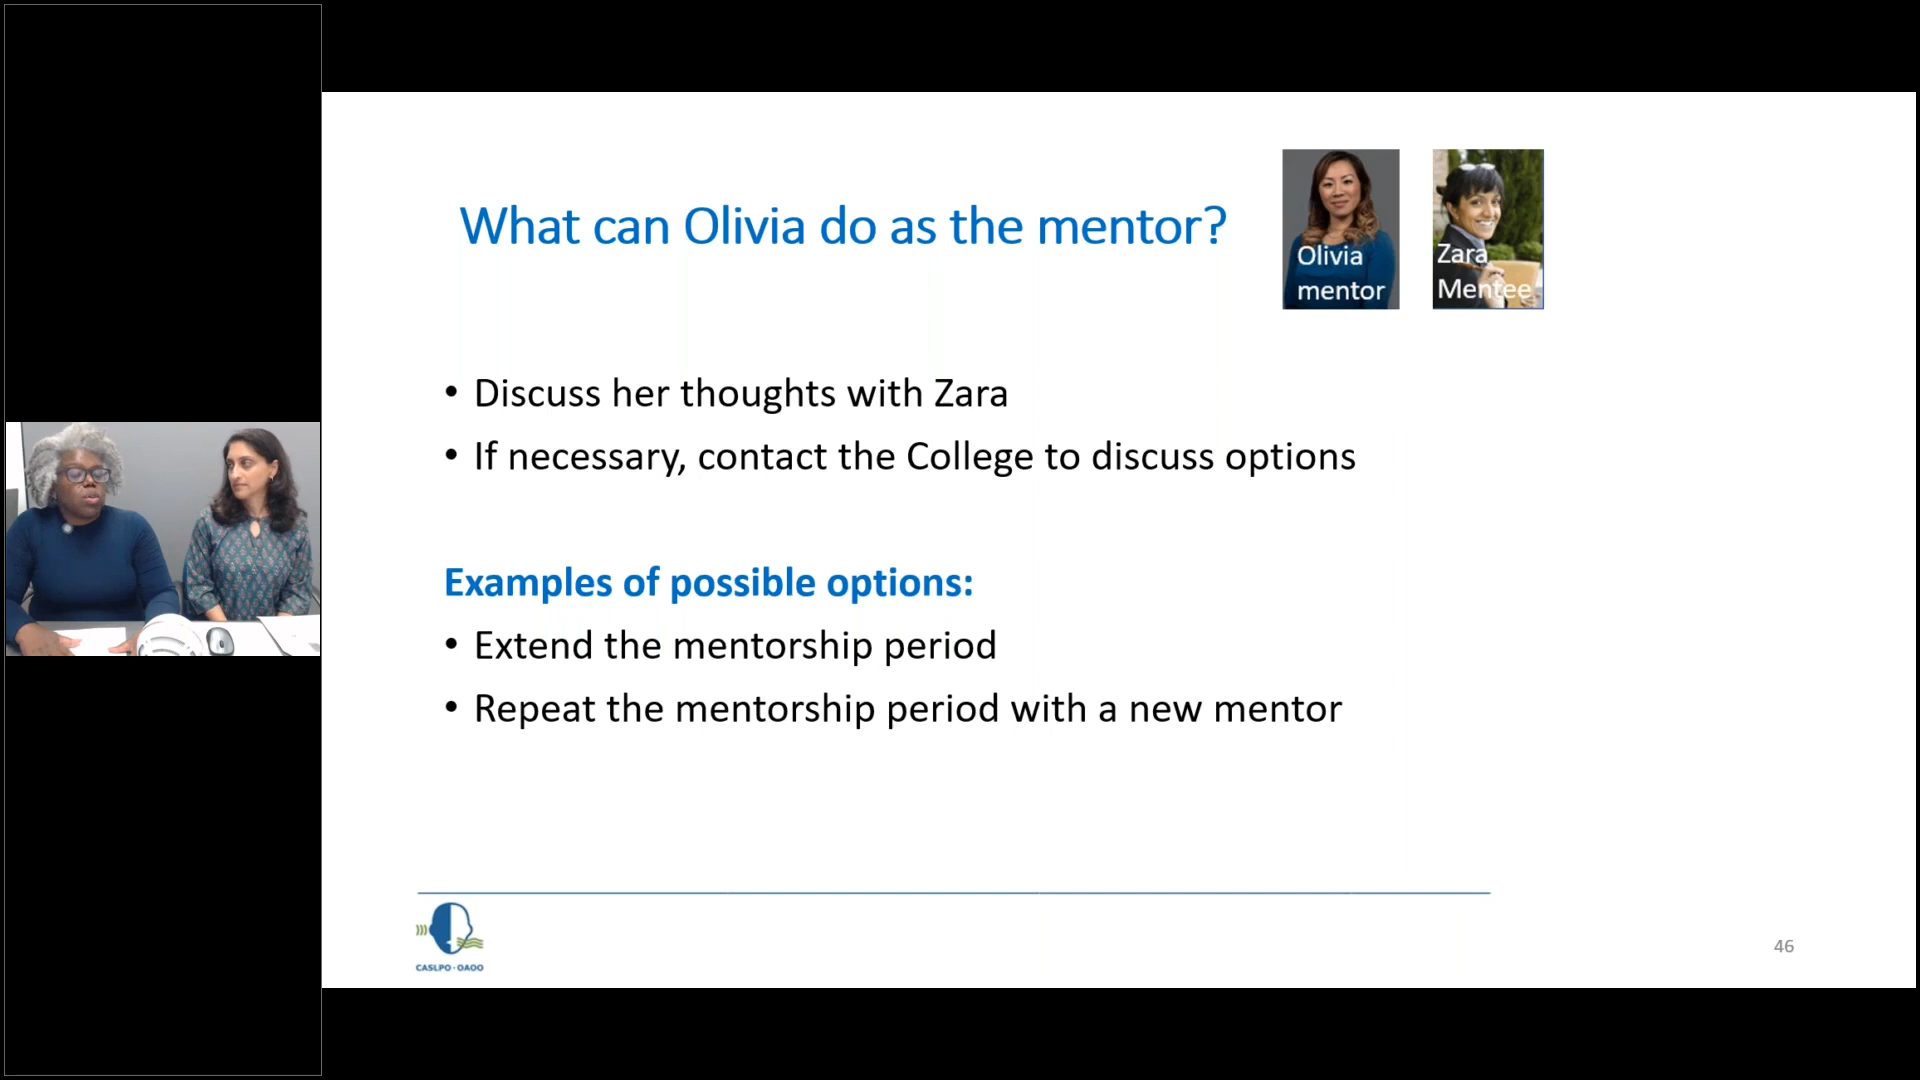 What can Olivia do as the mentor?
Olivia
mentor
Zara
Mentee
• Discuss her thoughts with Zara
• If necessary, contact the College to discuss options
Examples of possible options:
• Extend the mentorship period
• Repeat the mentorship period with a new mentor
CASLPO·OAOO
46